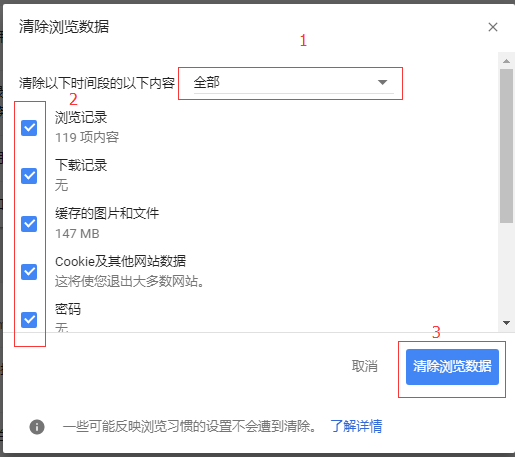 清除浏览数据
1
清除以下时间段的以下内容 全部
2
浏览记录
119 项内容
下载记录
无
缓存的图片和文件
147 MB
Cookie及其他网站数据
这将使您退出大多数网站。
密码
无
3
取消 清除浏览数据
一些可能反映浏览习惯的设置不会遭到清除。 了解详情